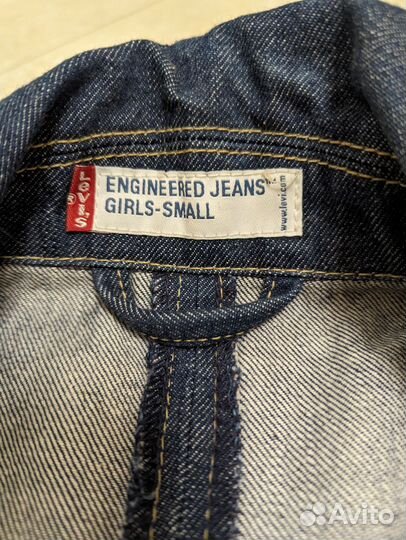 LEVI'S ®
ENGINEERED JEANS™
GIRLS-SMALL
www.levi.com
Avito